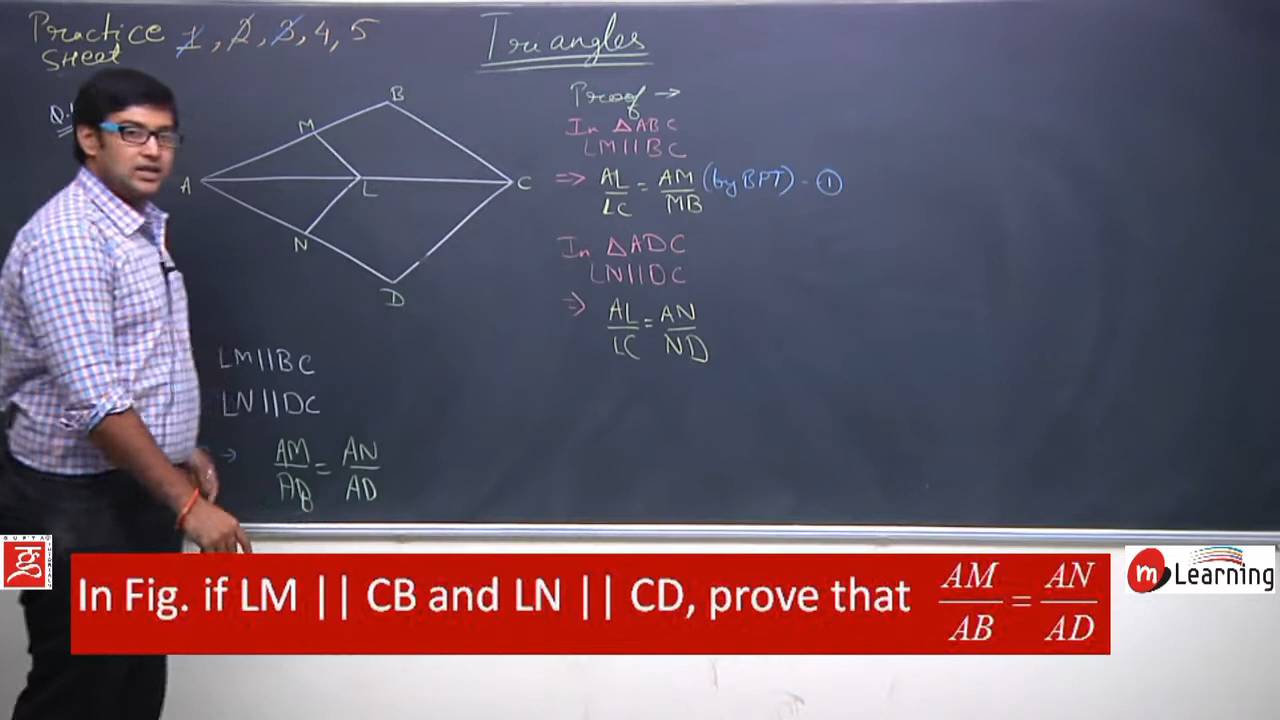 Practice 1, 2, 3, 4, 5
SHeet
Triangles
Q.
B
M
A
L
C
N
D
LM||BC
LN||DC
→ AM/AB = AN/AD
Proof →
In △ABC
LM||BC
⇒ AL/LC = AM/MB (by BPT) - ①
In △ADC
LN||DC
⇒ AL/LC = AN/ND
GUPTA TUTORIALS
In Fig. if LM || CB and LN || CD, prove that AM/AB = AN/AD
m Learning